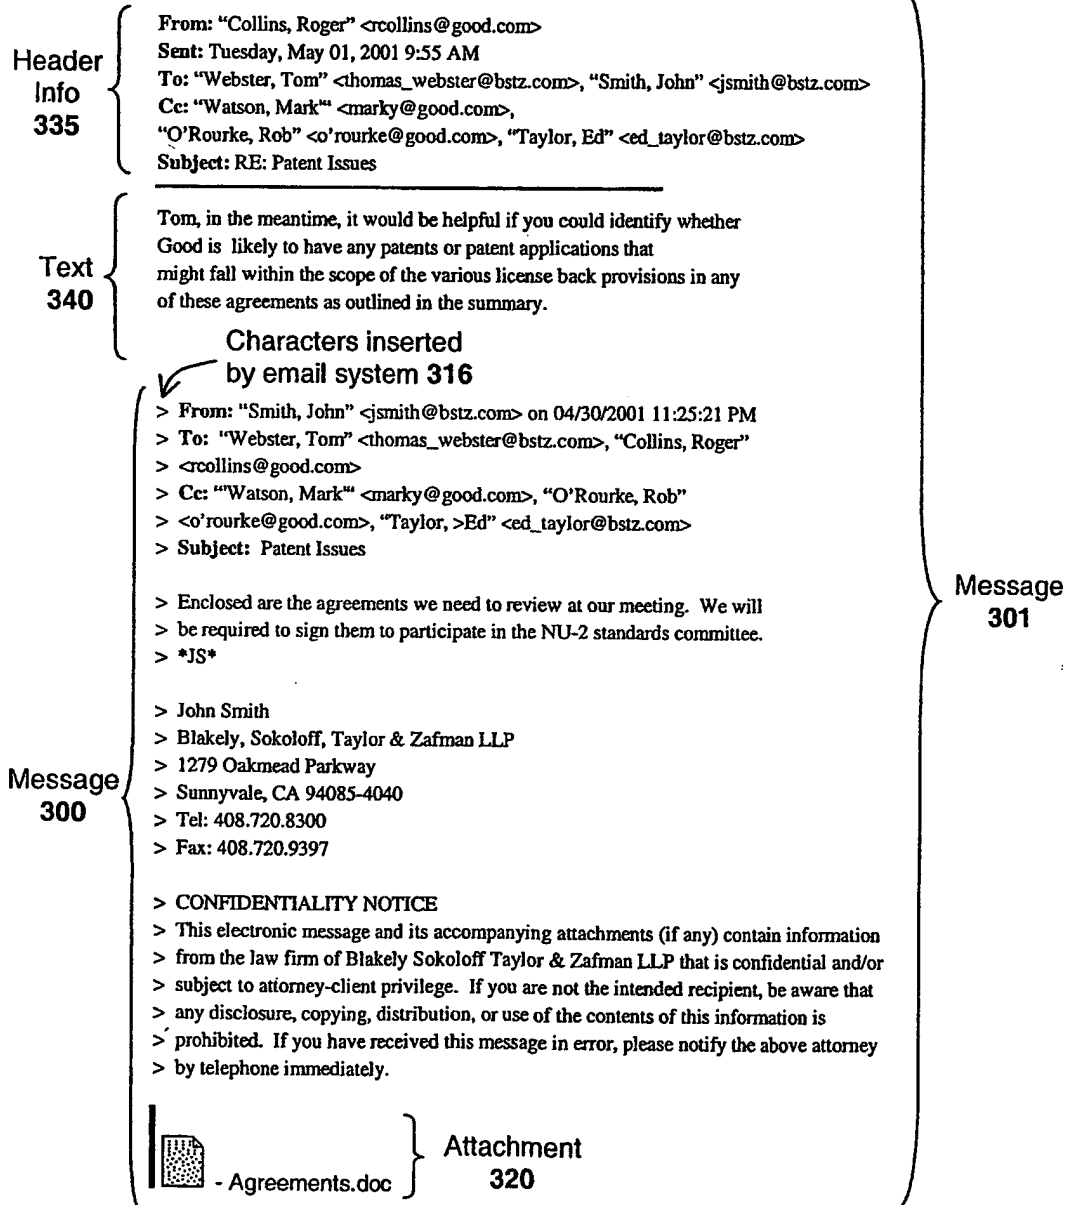 From: “Collins, Roger” <rcollins@good.com>
Sent: Tuesday, May 01, 2001 9:55 AM
To: “Webster, Tom” <thomas_webster@bstz.com>, “Smith, John” <jsmith@bstz.com>
Cc: “Watson, Mark'” <marky@good.com>,
“O’Rourke, Rob” <o’rourke@good.com>, “Taylor, Ed” <ed_taylor@bstz.com>
Subject: RE: Patent Issues
Header
Info
335
Tom, in the meantime, it would be helpful if you could identify whether
Good is likely to have any patents or patent applications that
might fall within the scope of the various license back provisions in any
of these agreements as outlined in the summary.
Text
340
Characters inserted
by email system 316
> From: “Smith, John” <jsmith@bstz.com> on 04/30/2001 11:25:21 PM
> To: “Webster, Tom” <thomas_webster@bstz.com>, “Collins, Roger”
> <rcollins@good.com>
> Cc: “'Watson, Mark'” <marky@good.com>, “O’Rourke, Rob”
> <o’rourke@good.com>, “Taylor, >Ed” <ed_taylor@bstz.com>
> Subject: Patent Issues
> Enclosed are the agreements we need to review at our meeting. We will
> be required to sign them to participate in the NU-2 standards committee.
> *JS*
> John Smith
> Blakely, Sokoloff, Taylor & Zafman LLP
> 1279 Oakmead Parkway
> Sunnyvale, CA 94085-4040
> Tel: 408.720.8300
> Fax: 408.720.9397
> CONFIDENTIALITY NOTICE
> This electronic message and its accompanying attachments (if any) contain information
> from the law firm of Blakely Sokoloff Taylor & Zafman LLP that is confidential and/or
> subject to attorney-client privilege. If you are not the intended recipient, be aware that
> any disclosure, copying, distribution, or use of the contents of this information is
> prohibited. If you have received this message in error, please notify the above attorney
> by telephone immediately.
Message
300
- Agreements.doc
Attachment
320
Message
301